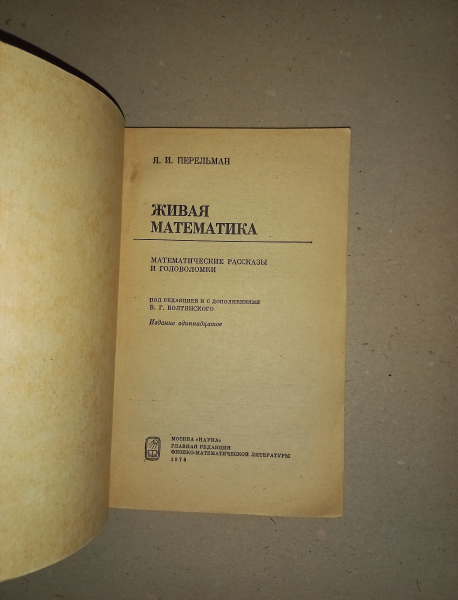 Я. И. ПЕРЕЛЬМАН
ЖИВАЯ
МАТЕМАТИКА
МАТЕМАТИЧЕСКИЕ РАССКАЗЫ
И ГОЛОВОЛОМКИ
ПОД РЕДАКЦИЕЙ И С ДОПОЛНЕНИЯМИ
В. Г. БОЛТЯНСКОГО
Издание одиннадцатое
МОСКВА «НАУКА»
ГЛАВНАЯ РЕДАКЦИЯ
ФИЗИКО-МАТЕМАТИЧЕСКОЙ ЛИТЕРАТУРЫ
1978